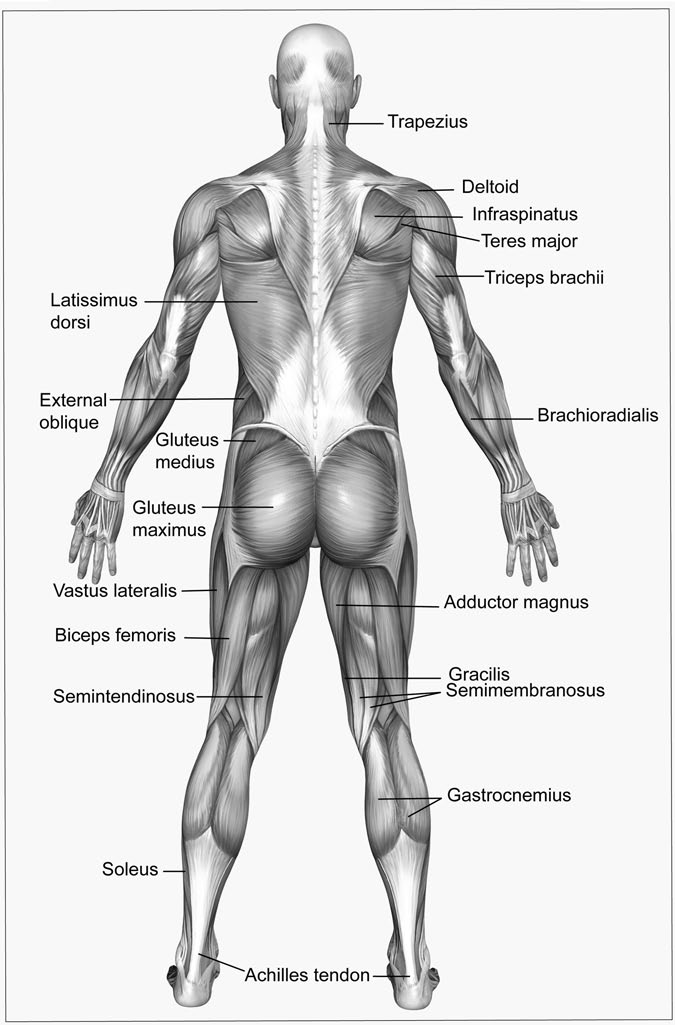 Trapezius
Deltoid
Infraspinatus
Teres major
Triceps brachii
Latissimus
dorsi
External
oblique
Brachioradialis
Gluteus
medius
Gluteus
maximus
Vastus lateralis
Adductor magnus
Biceps femoris
Gracilis
Semimembranosus
Semintendinosus
Gastrocnemius
Soleus
Achilles tendon